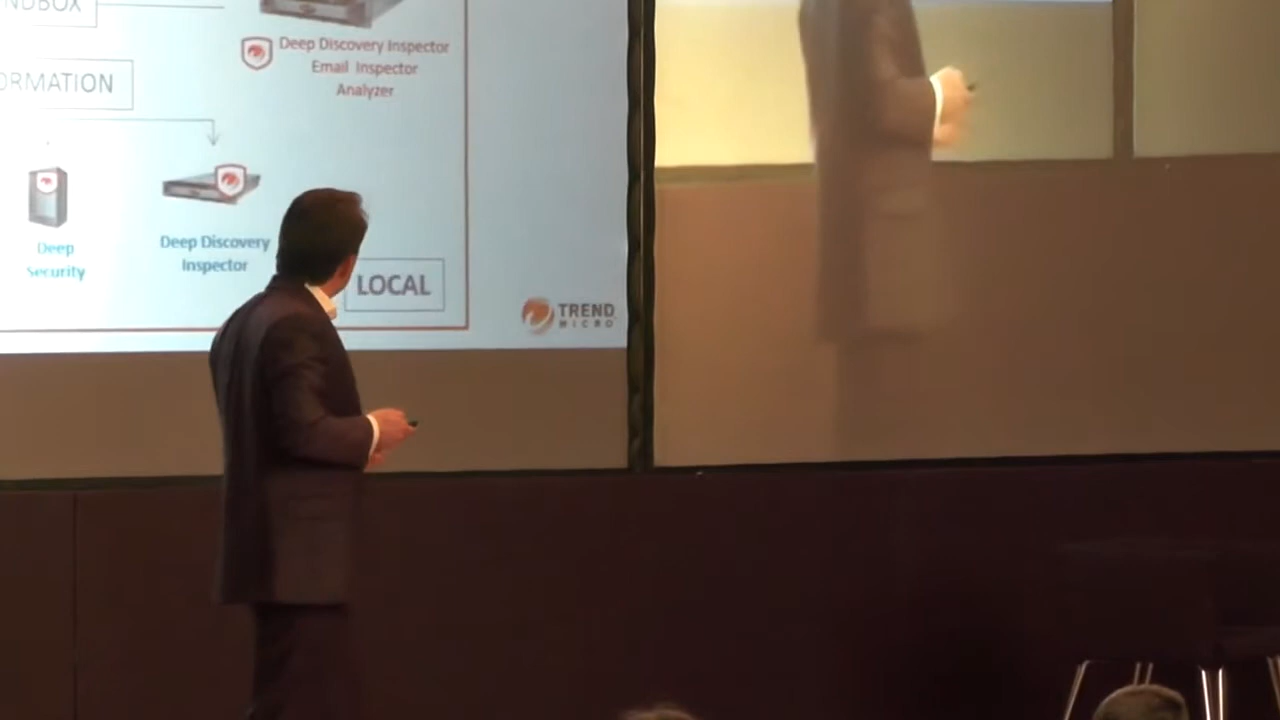 NDBOX
Deep Discovery Inspector
Email Inspector
Analyzer
ORMATION
Deep
Security
Deep Discovery
Inspector
LOCAL
TREND
MICRO